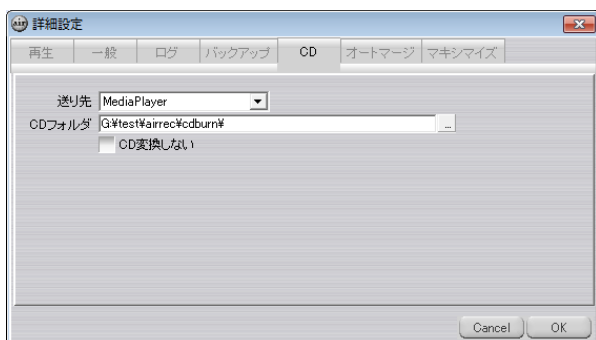 Air 詳細設定
再生 一般 ログ バックアップ CD オートマージ マキシマイズ
送り先 MediaPlayer
CDフォルダ G:¥test¥airrec¥cdburn¥ ...
CD変換しない
Cancel OK